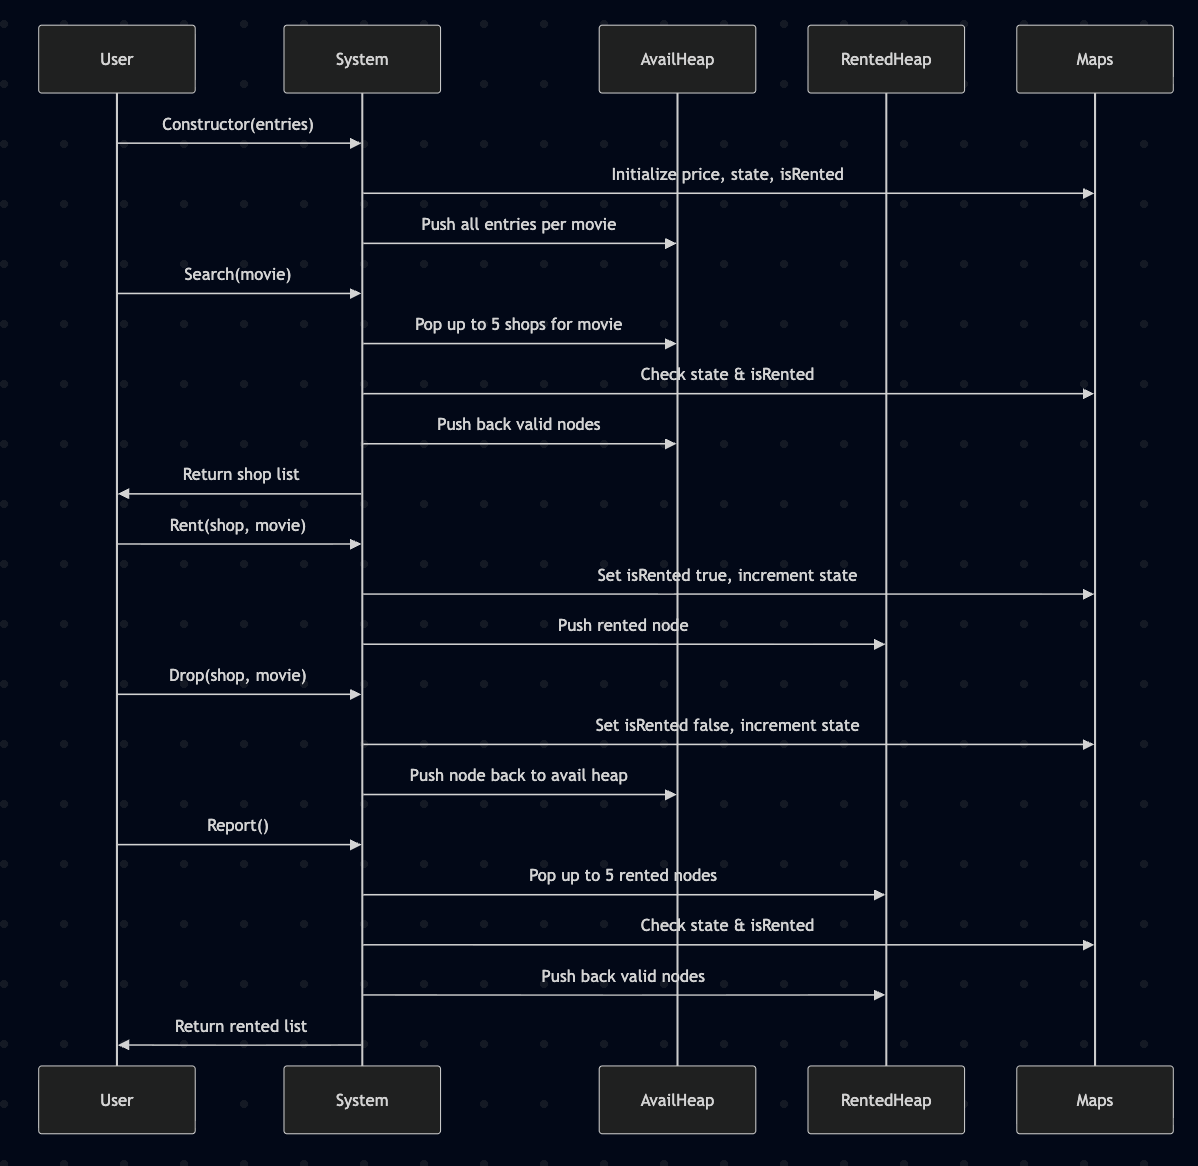 User
System
AvailHeap
RentedHeap
Maps
Constructor(entries)
Initialize price, state, isRented
Push all entries per movie
Search(movie)
Pop up to 5 shops for movie
Check state & isRented
Push back valid nodes
Return shop list
Rent(shop, movie)
Set isRented true, increment state
Push rented node
Drop(shop, movie)
Set isRented false, increment state
Push node back to avail heap
Report()
Pop up to 5 rented nodes
Check state & isRented
Push back valid nodes
Return rented list
User
System
AvailHeap
RentedHeap
Maps